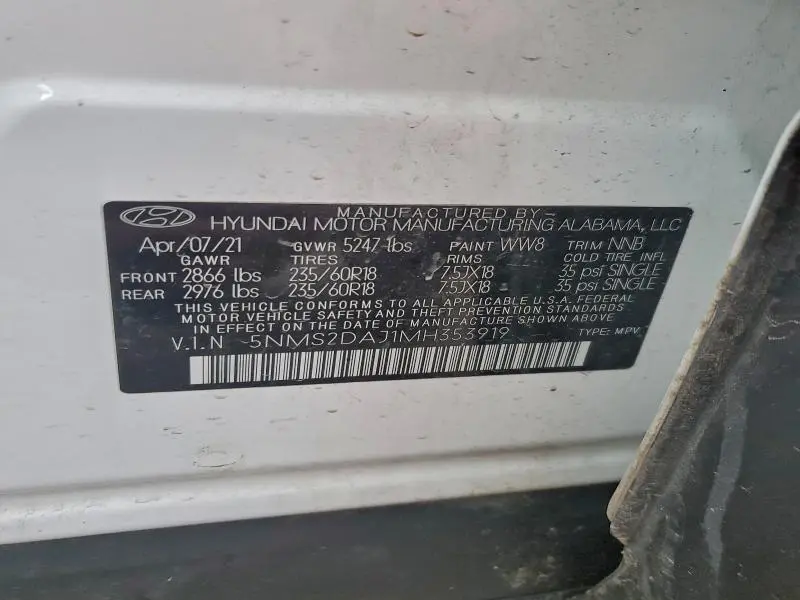 MANUFACTURED BY
HYUNDAI MOTOR MANUFACTURING ALABAMA, LLC
Apr/07/21 GVWR 5247 lbs PAINT WW8 TRIM NNB
GAWR TIRES RIMS COLD TIRE INFL
FRONT 2866 lbs 235/60R18 7.5JX18 35 psi SINGLE
REAR 2976 lbs 235/60R18 7.5JX18 35 psi SINGLE
THIS VEHICLE CONFORMS TO ALL APPLICABLE U.S.A. FEDERAL
MOTOR VEHICLE SAFETY AND THEFT PREVENTION STANDARDS
IN EFFECT ON THE DATE OF MANUFACTURE SHOWN ABOVE.
V.I.N 5NMS2DAJ1MH353919 TYPE: MPV